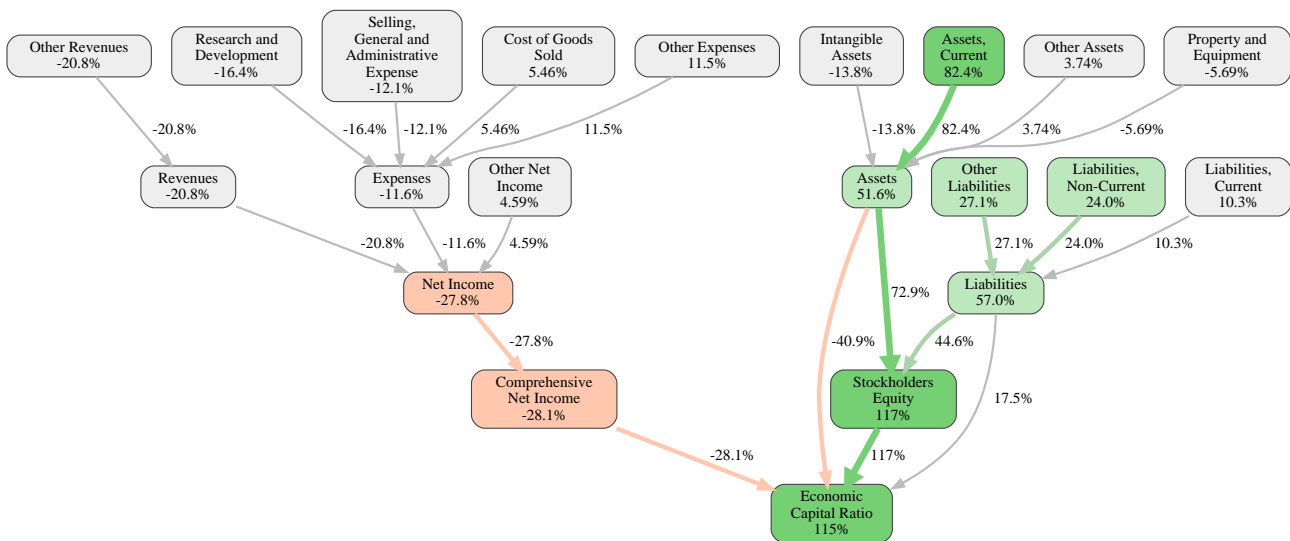 Other Revenues
-20.8%
Research and
Development
-16.4%
Selling,
General and
Administrative
Expense
-12.1%
Cost of Goods
Sold
5.46%
Other Expenses
11.5%
Intangible
Assets
-13.8%
Assets,
Current
82.4%
Other Assets
3.74%
Property and
Equipment
-5.69%
-20.8%
-16.4%
-12.1%
5.46%
11.5%
-13.8%
82.4%
3.74%
-5.69%
Revenues
-20.8%
Expenses
-11.6%
Other Net
Income
4.59%
Assets
51.6%
Other
Liabilities
27.1%
Liabilities,
Non-Current
24.0%
Liabilities,
Current
10.3%
-20.8%
-11.6%
4.59%
27.1%
24.0%
10.3%
Net Income
-27.8%
72.9%
Liabilities
57.0%
-27.8%
-40.9%
44.6%
Comprehensive
Net Income
-28.1%
Stockholders
Equity
117%
17.5%
-28.1%
117%
Economic
Capital Ratio
115%